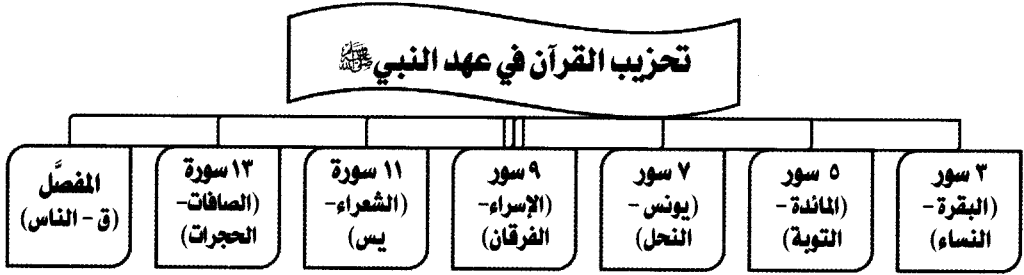 تحزيب القرآن في عهد النبي ﷺ
٣ سور
(البقرة-
النساء)
٥ سور
(المائدة-
التوبة)
٧ سور
(يونس-
النحل)
٩ سور
(الإسراء-
الفرقان)
١١ سورة
(الشعراء-
يس)
١٣ سورة
(الصافات-
الحجرات)
المفصَّل
(ق - الناس)